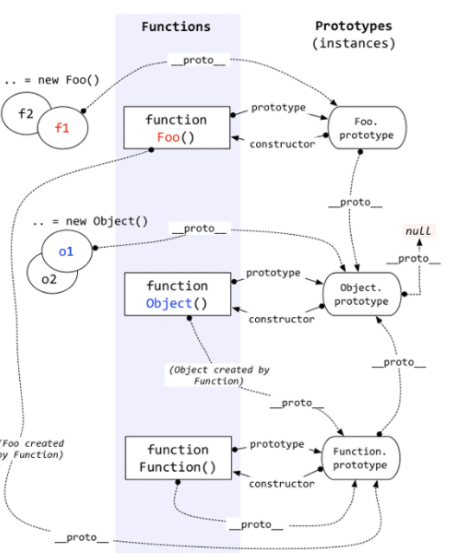 Functions
Prototypes
(instances)
.. = new Foo()
__proto__
f2
f1
function
Foo()
prototype
constructor
Foo.
prototype
__proto__
null
.. = new Object()
__proto__
__proto__
o1
o2
function
Object()
prototype
constructor
Object.
prototype
(Object created by
Function)
__proto__
__proto__
(Foo created
by Function)
function
Function()
prototype
constructor
Function.
prototype
__proto__
__proto__